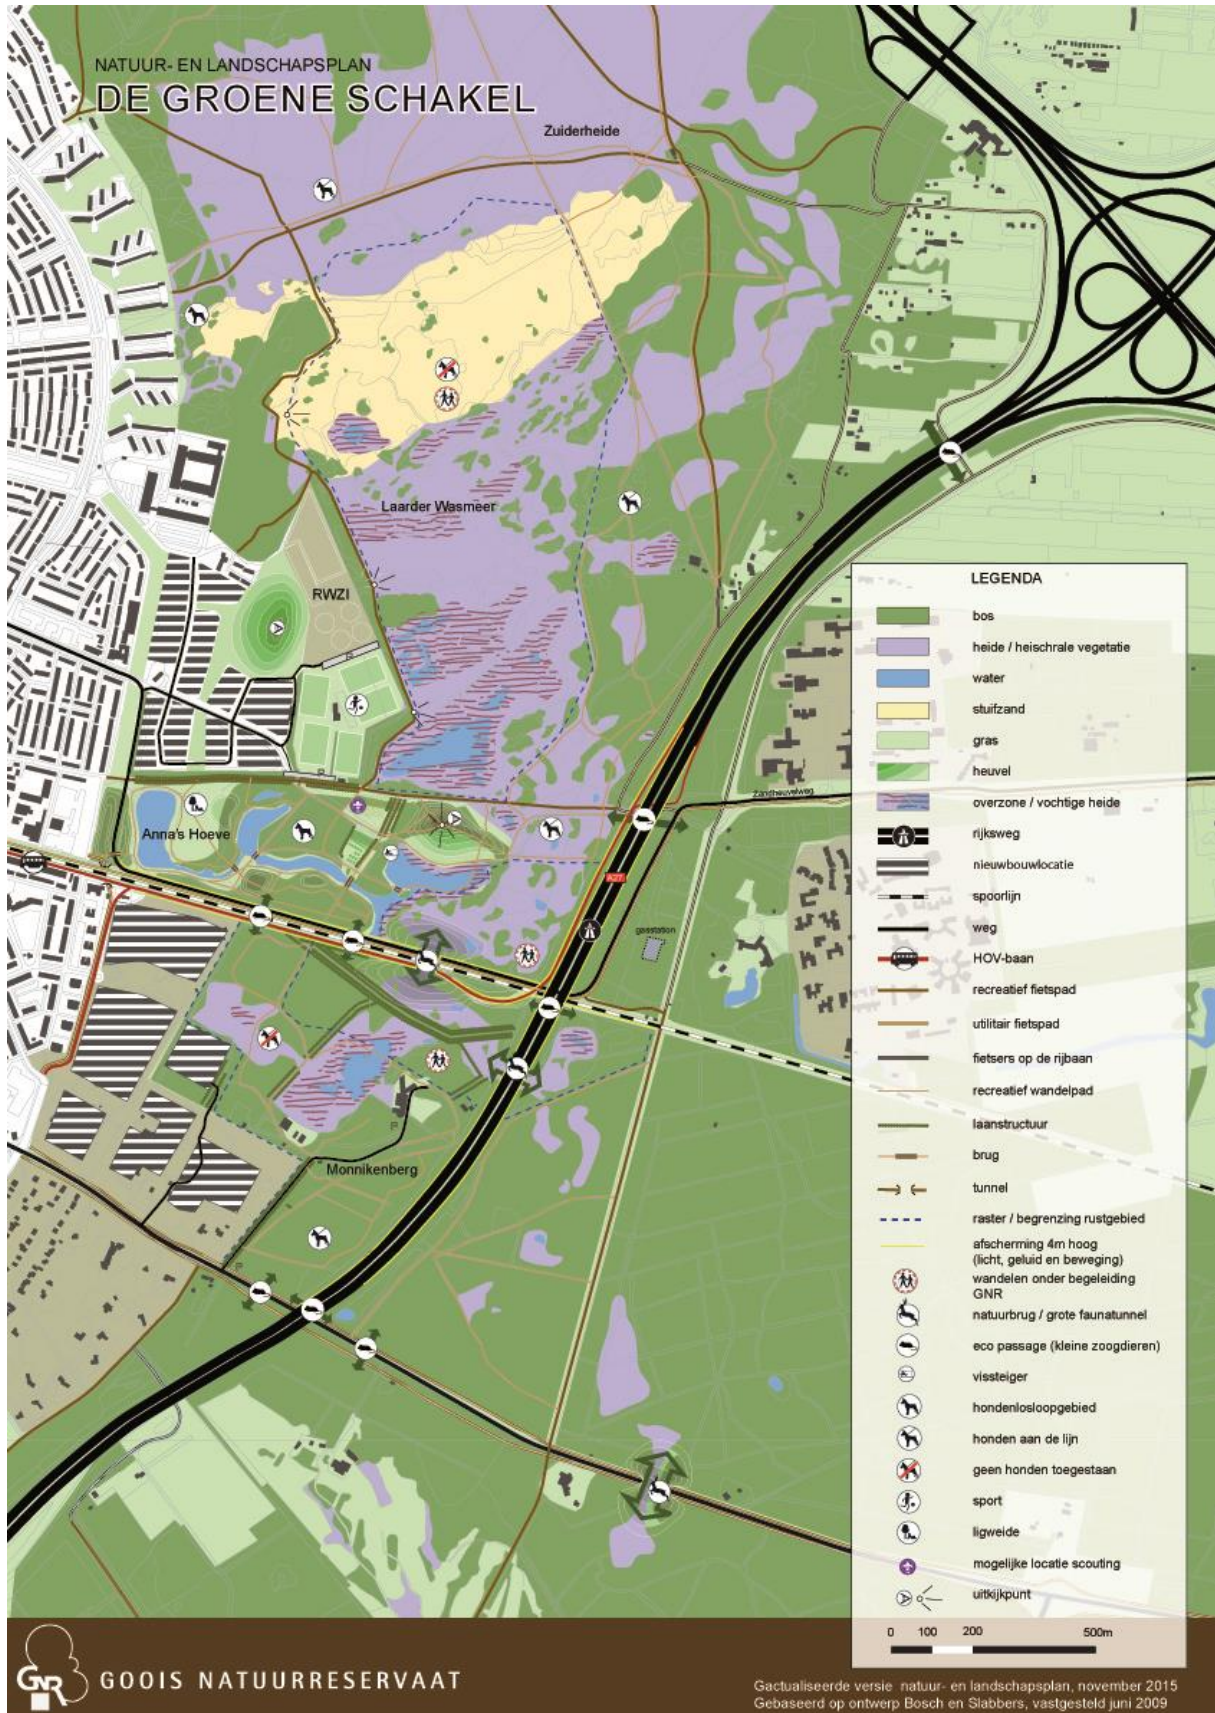 NATUUR- EN LANDSCHAPSPLAN
DE GROENE SCHAKEL
Zuiderheide
Laarder Wasmeer
RWZI
P
P
Zandheuvelweg
Anna's Hoeve
A27
gasstation
P
Monnikenberg
P
LEGENDA
bos
heide / heischrale vegetatie
water
stuifzand
gras
heuvel
overzone / vochtige heide
rijksweg
nieuwbouwlocatie
spoorlijn
weg
HOV-baan
recreatief fietspad
utilitair fietspad
fietsers op de rijbaan
recreatief wandelpad
laanstructuur
brug
tunnel
raster / begrenzing rustgebied
afscherming 4m hoog
(licht, geluid en beweging)
wandelen onder begeleiding
GNR
natuurbrug / grote faunatunnel
eco passage (kleine zoogdieren)
vissteiger
hondenlosloopgebied
honden aan de lijn
geen honden toegestaan
sport
ligweide
mogelijke locatie scouting
uitkijkpunt
0 100 200 500m
GNR
GOOIS NATUURRESERVAAT
Gactualiseerde versie natuur- en landschapsplan, november 2015
Gebaseerd op ontwerp Bosch en Slabbers, vastgesteld juni 2009